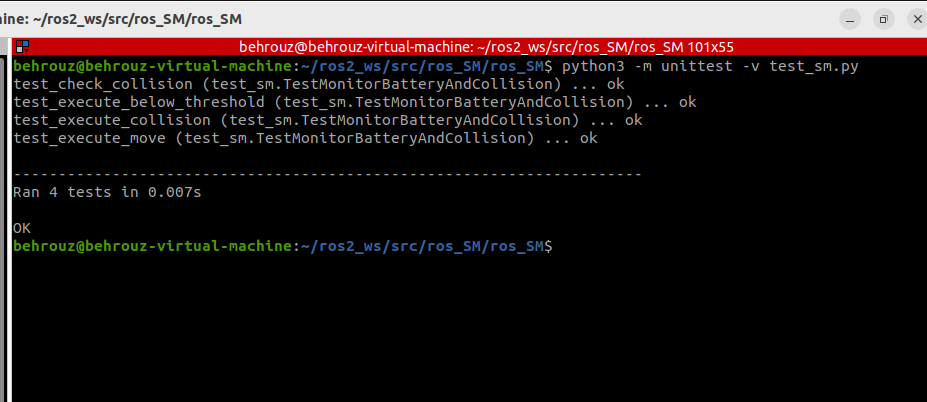 ine: ~/ros2_ws/src/ros_SM/ros_SM
behrouz@behrouz-virtual-machine: ~/ros2_ws/src/ros_SM/ros_SM 101x55
behrouz@behrouz-virtual-machine:~/ros2_ws/src/ros_SM/ros_SM$ python3 -m unittest -v test_sm.py
test_check_collision (test_sm.TestMonitorBatteryAndCollision) ... ok
test_execute_below_threshold (test_sm.TestMonitorBatteryAndCollision) ... ok
test_execute_collision (test_sm.TestMonitorBatteryAndCollision) ... ok
test_execute_move (test_sm.TestMonitorBatteryAndCollision) ... ok
----------------------------------------------------------------------
Ran 4 tests in 0.007s
OK
behrouz@behrouz-virtual-machine:~/ros2_ws/src/ros_SM/ros_SM$